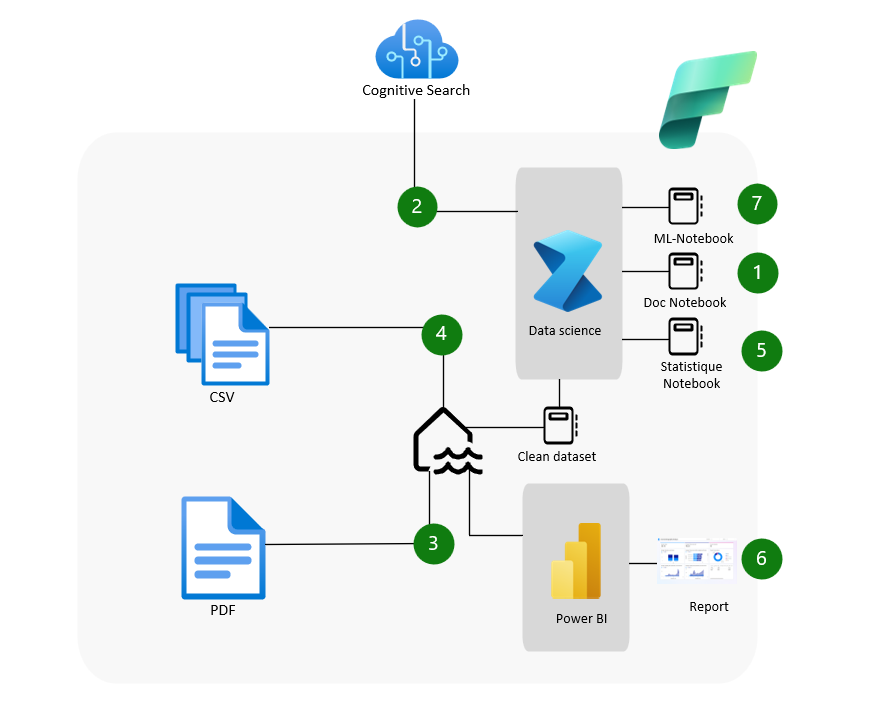 Cognitive Search
2
7
ML-Notebook
1
Doc Notebook
Data science
5
Statistique
Notebook
4
CSV
Clean dataset
3
PDF
6
Power BI
Report